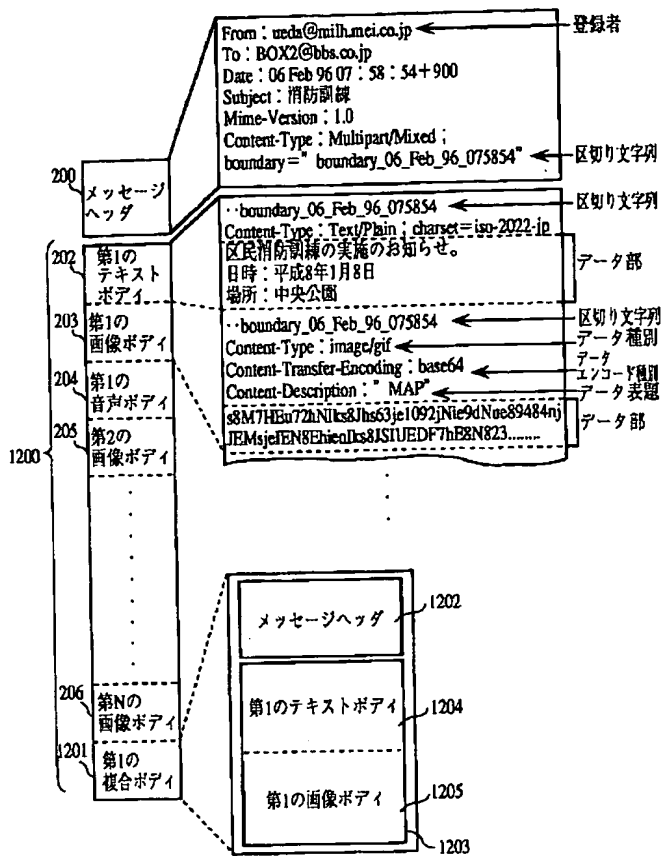 From：ueda@milh.mei.co.jp
登録者
To：BOX2@bbs.co.jp
Date：06 Feb 96 07：58：54+900
Subject：消防訓練
Mime-Version：1.0
Content-Type：Multipart/Mixed；
boundary=”boundary_06_Feb_96_075854”
区切り文字列
200
メッセージ
ヘッダ
‥boundary_06_Feb_96_075854
区切り文字列
Content-Type：Text/Plain；charset=iso-2022-jp
区民消防訓練の実施のお知らせ。
日時：平成8年1月8日
場所：中央公園
データ部
‥boundary_06_Feb_96_075854
区切り文字列
Content-Type：image/gif
データ種別
Content-Transfer-Encoding：base64
データ
エンコード種別
Content-Description：”MAP”
データ表題
データ部
202
第1の
テキスト
ボディ
203
第1の
画像ボディ
204
第1の
音声ボディ
205
第2の
画像ボディ
1200
206
第Nの
画像ボディ
1201
第1の
複合ボディ
メッセージヘッダ
1202
第1のテキストボディ
1204
第1の画像ボディ
1205
1203